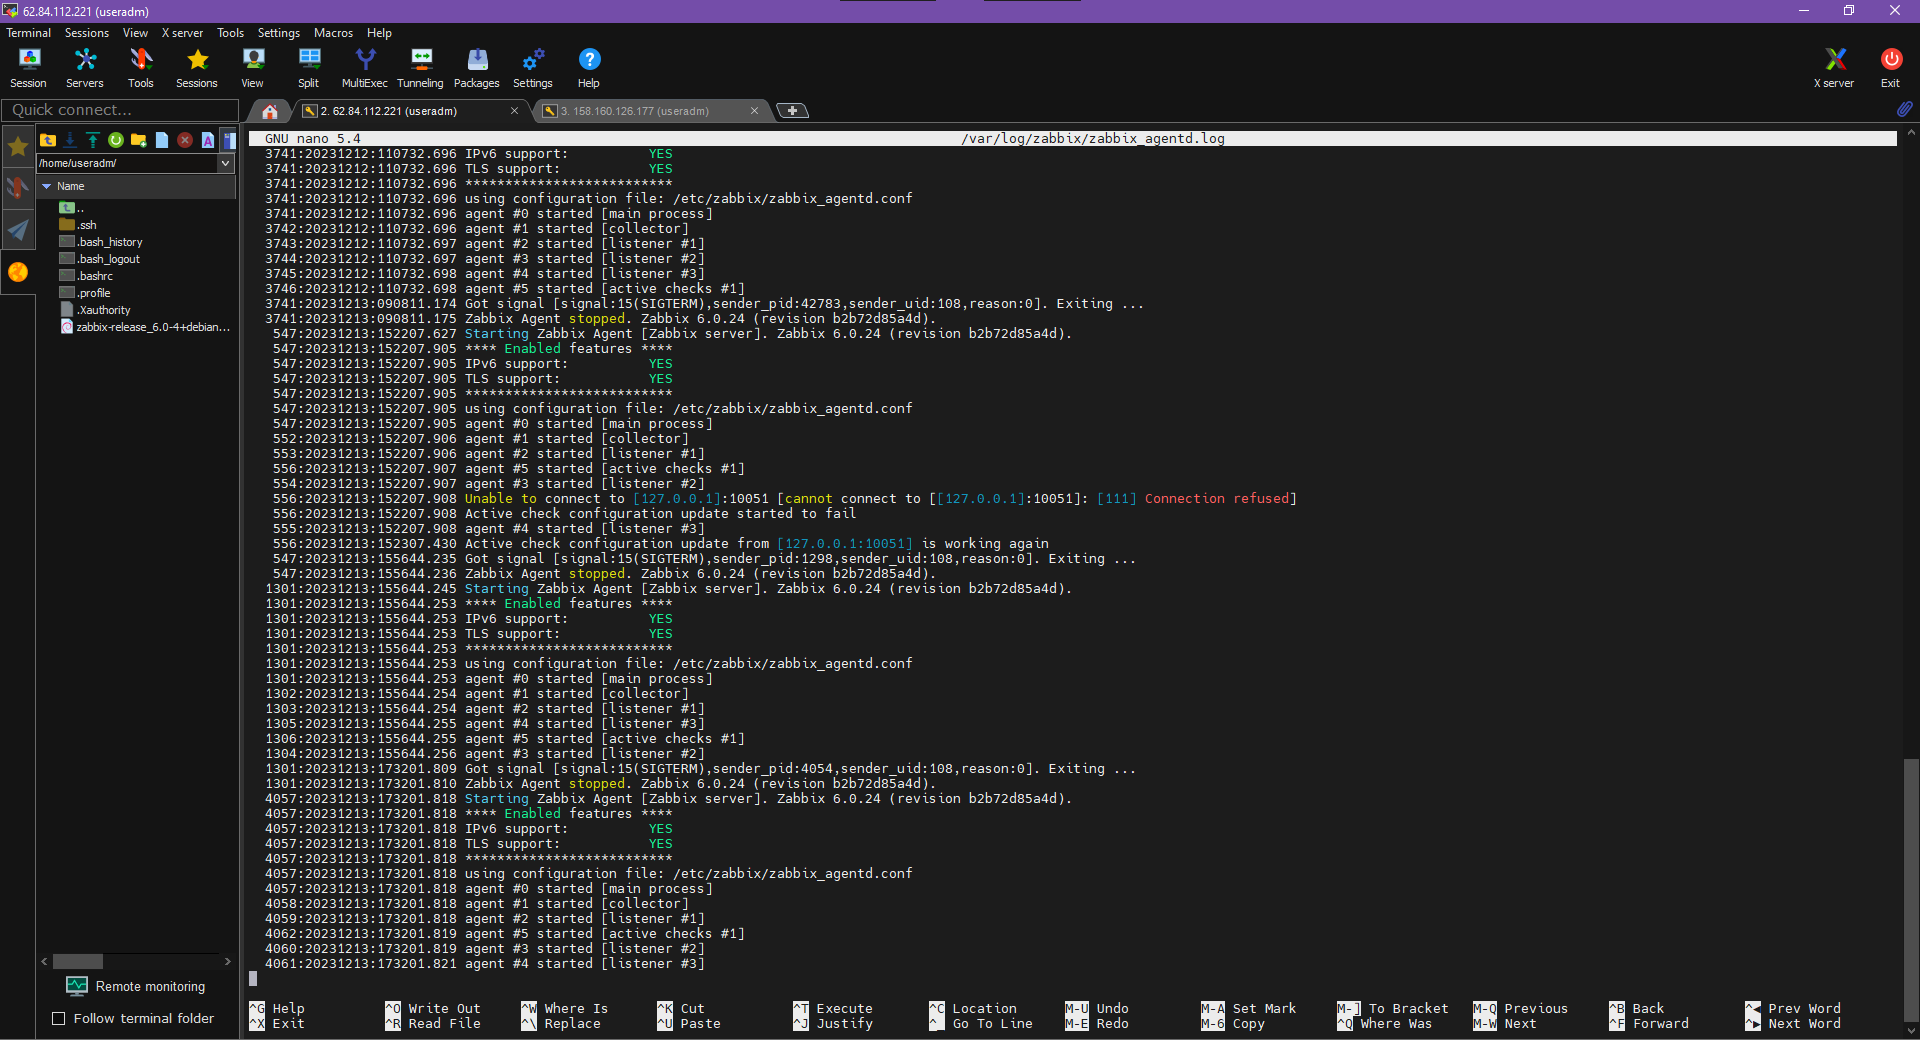 62.84.112.221 (useradm)
Terminal Sessions View X server Tools Settings Macros Help
Session Servers Tools Sessions View Split MultiExec Tunneling Packages Settings Help X server Exit
Quick connect...
2. 62.84.112.221 (useradm)
3. 158.160.126.177 (useradm)
/home/useradm/
Name
..
.ssh
.bash_history
.bash_logout
.bashrc
.profile
.Xauthority
zabbix-release_6.0-4+debian...
Remote monitoring
Follow terminal folder
GNU nano 5.4 /var/log/zabbix/zabbix_agentd.log
3741:20231212:110732.696 IPv6 support: YES
3741:20231212:110732.696 TLS support: YES
3741:20231212:110732.696 **************************
3741:20231212:110732.696 using configuration file: /etc/zabbix/zabbix_agentd.conf
3741:20231212:110732.696 agent #0 started [main process]
3742:20231212:110732.696 agent #1 started [collector]
3743:20231212:110732.697 agent #2 started [listener #1]
3744:20231212:110732.697 agent #3 started [listener #2]
3745:20231212:110732.698 agent #4 started [listener #3]
3746:20231212:110732.698 agent #5 started [active checks #1]
3741:20231213:090811.174 Got signal [signal:15(SIGTERM),sender_pid:42783,sender_uid:108,reason:0]. Exiting ...
3741:20231213:090811.175 Zabbix Agent stopped. Zabbix 6.0.24 (revision b2b72d85a4d).
547:20231213:152207.627 Starting Zabbix Agent [Zabbix server]. Zabbix 6.0.24 (revision b2b72d85a4d).
547:20231213:152207.905 **** Enabled features ****
547:20231213:152207.905 IPv6 support: YES
547:20231213:152207.905 TLS support: YES
547:20231213:152207.905 **************************
547:20231213:152207.905 using configuration file: /etc/zabbix/zabbix_agentd.conf
547:20231213:152207.905 agent #0 started [main process]
552:20231213:152207.906 agent #1 started [collector]
553:20231213:152207.906 agent #2 started [listener #1]
556:20231213:152207.907 agent #5 started [active checks #1]
554:20231213:152207.907 agent #3 started [listener #2]
556:20231213:152207.908 Unable to connect to [127.0.0.1]:10051 [cannot connect to [[127.0.0.1]:10051]: [111] Connection refused]
556:20231213:152207.908 Active check configuration update started to fail
555:20231213:152207.908 agent #4 started [listener #3]
556:20231213:152307.430 Active check configuration update from [127.0.0.1:10051] is working again
547:20231213:155644.235 Got signal [signal:15(SIGTERM),sender_pid:1298,sender_uid:108,reason:0]. Exiting ...
547:20231213:155644.236 Zabbix Agent stopped. Zabbix 6.0.24 (revision b2b72d85a4d).
1301:20231213:155644.245 Starting Zabbix Agent [Zabbix server]. Zabbix 6.0.24 (revision b2b72d85a4d).
1301:20231213:155644.253 **** Enabled features ****
1301:20231213:155644.253 IPv6 support: YES
1301:20231213:155644.253 TLS support: YES
1301:20231213:155644.253 **************************
1301:20231213:155644.253 using configuration file: /etc/zabbix/zabbix_agentd.conf
1301:20231213:155644.253 agent #0 started [main process]
1302:20231213:155644.254 agent #1 started [collector]
1303:20231213:155644.254 agent #2 started [listener #1]
1305:20231213:155644.255 agent #4 started [listener #3]
1306:20231213:155644.255 agent #5 started [active checks #1]
1304:20231213:155644.256 agent #3 started [listener #2]
1301:20231213:173201.809 Got signal [signal:15(SIGTERM),sender_pid:4054,sender_uid:108,reason:0]. Exiting ...
1301:20231213:173201.810 Zabbix Agent stopped. Zabbix 6.0.24 (revision b2b72d85a4d).
4057:20231213:173201.818 Starting Zabbix Agent [Zabbix server]. Zabbix 6.0.24 (revision b2b72d85a4d).
4057:20231213:173201.818 **** Enabled features ****
4057:20231213:173201.818 IPv6 support: YES
4057:20231213:173201.818 TLS support: YES
4057:20231213:173201.818 **************************
4057:20231213:173201.818 using configuration file: /etc/zabbix/zabbix_agentd.conf
4057:20231213:173201.818 agent #0 started [main process]
4058:20231213:173201.818 agent #1 started [collector]
4059:20231213:173201.818 agent #2 started [listener #1]
4062:20231213:173201.819 agent #5 started [active checks #1]
4060:20231213:173201.819 agent #3 started [listener #2]
4061:20231213:173201.821 agent #4 started [listener #3]
^G Help ^O Write Out ^W Where Is ^K Cut ^T Execute ^C Location M-U Undo M-A Set Mark M-] To Bracket M-Q Previous ^B Back ^◀ Prev Word
^X Exit ^R Read File ^\ Replace ^U Paste ^J Justify ^_ Go To Line M-E Redo M-6 Copy ^Q Where Was M-W Next ^F Forward ^▶ Next Word